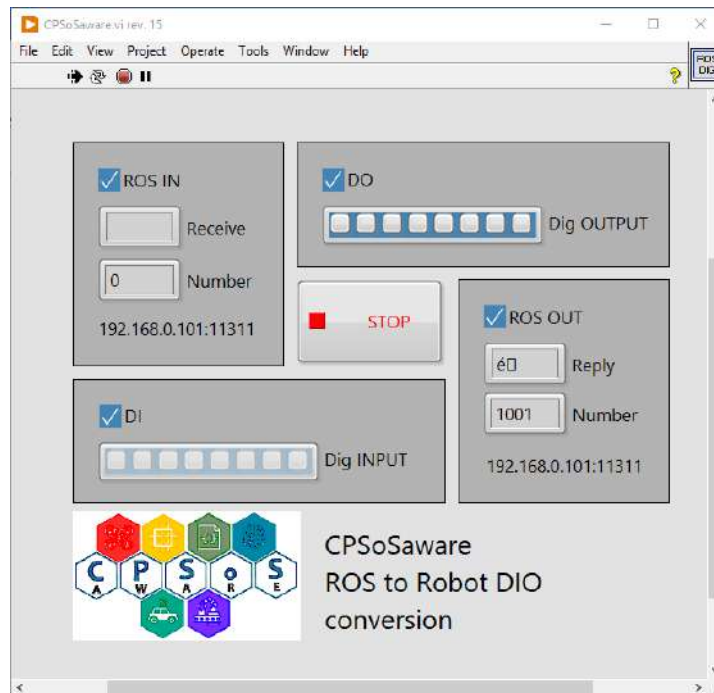 CPSoSaware.vi rev. 15
File Edit View Project Operate Tools Window Help
ROS
DIG
ROS IN
Receive
0 Number
192.168.0.101:11311
DO
Dig OUTPUT
STOP
ROS OUT
é□ Reply
1001 Number
192.168.0.101:11311
DI
Dig INPUT
C P S o S
A W A R E
CPSoSaware
ROS to Robot DIO
conversion